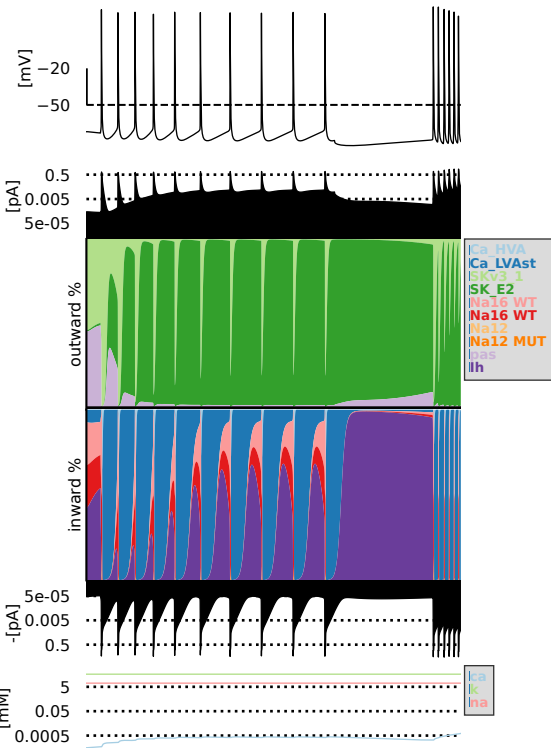 [mV]
−20
−50
[pA]
0.5
0.005
5e-05
outward %
Ca_HVA
Ca_LVAst
SKv3_1
SK_E2
Na16 WT
Na16 WT
Na12
Na12 MUT
pas
Ih
inward %
-[pA]
5e-05
0.005
0.5
[mM]
5
0.05
0.0005
ca
k
na